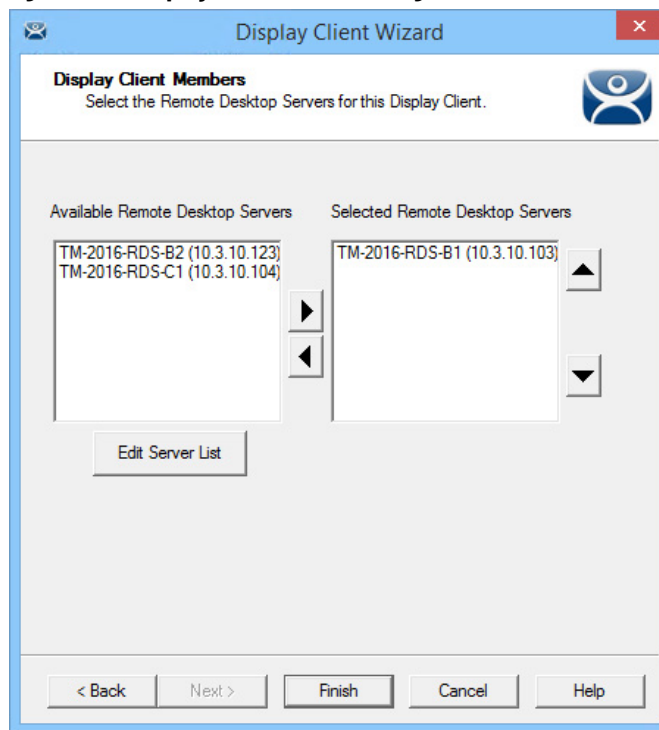 Display Client Wizard
Display Client Members
Select the Remote Desktop Servers for this Display Client.
Available Remote Desktop Servers
Selected Remote Desktop Servers
TM-2016-RDS-B2 (10.3.10.123)
TM-2016-RDS-C1 (10.3.10.104)
TM-2016-RDS-B1 (10.3.10.103)
Edit Server List
< Back
Next >
Finish
Cancel
Help